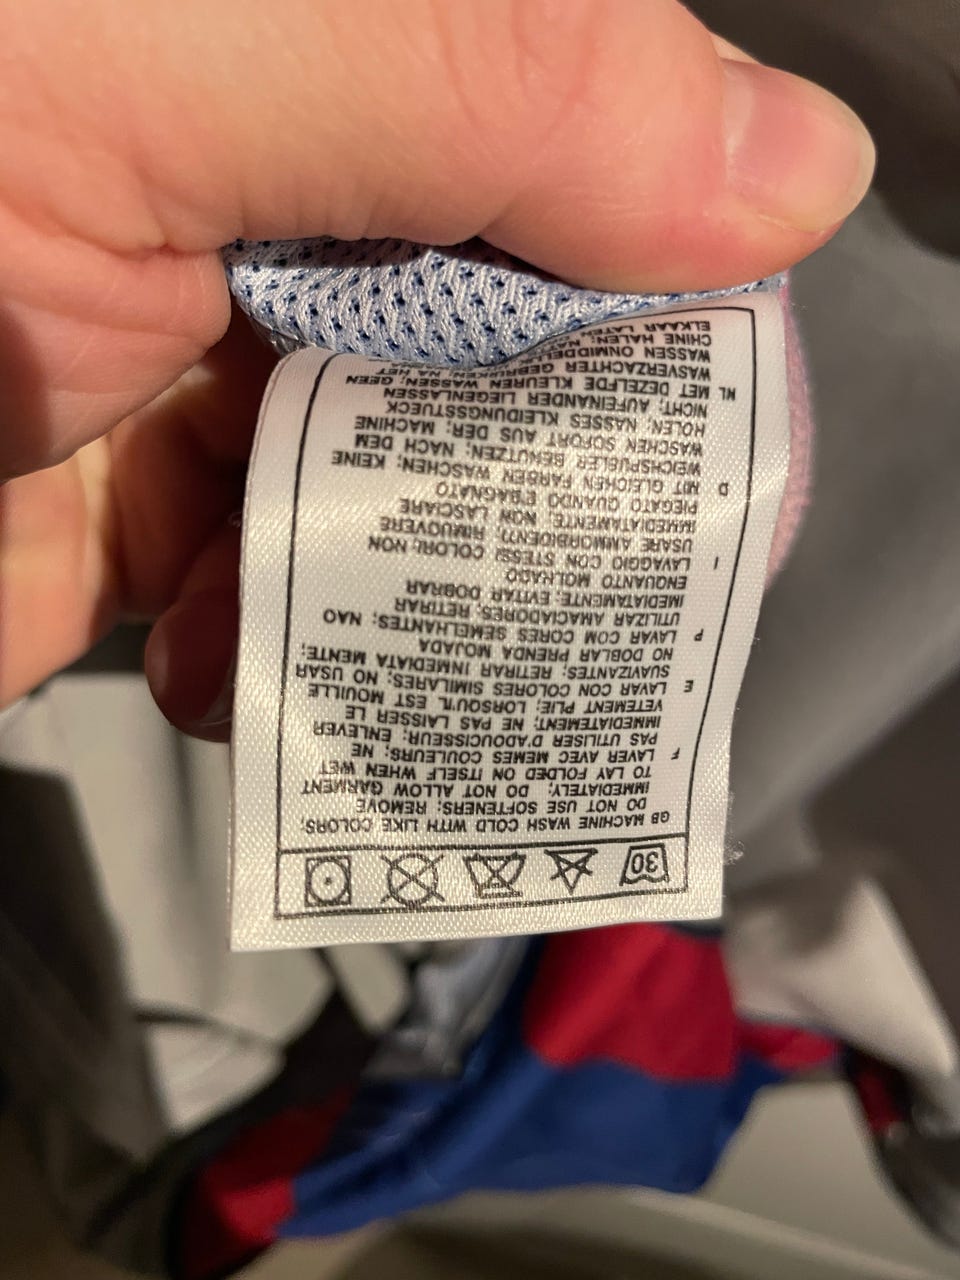 30
GB MACHINE WASH COLD WITH LIKE COLORS;
DO NOT USE SOFTENERS; REMOVE
IMMEDIATELY; DO NOT ALLOW GARMENT
TO LAY FOLDED ON ITSELF WHEN WET
F LAVER AVEC MEMES COULEURS; NE
PAS UTILISER D'ADOUCISSEUR; ENLEVER
IMMEDIATEMENT; NE PAS LAISSER LE
VETEMENT PLIE; LORSQU'IL EST MOUILLE
E LAVAR CON COLORES SIMILARES; NO USAR
SUAVIZANTES; RETIRAR INMEDIATA MENTE;
NO DOBLAR PRENDA MOJADA
P LAVAR COM CORES SEMELHANTES; NAO
UTILIZAR AMACIADORES; RETIRAR
IMEDIATAMENTE; EVITAR DOBRAR
ENQUANTO MOLHADO
I LAVAGGIO CON STESSI COLORI; NON
USARE AMMORBIDENTI; RIMUOVERE
IMMEDIATAMENTE; NON LASCIARE
PIEGATO QUANDO E'BAGNATO
D MIT GLEICHEN FARBEN WASCHEN; KEINE
WEICHSPUELER BENUTZEN; NACH DEM
WASCHEN SOFORT AUS DER; MACHINE
HOLEN; NASSES KLEIDUNGSSTUECK
NICHT; AUFEINANDER LIEGENLASSEN
NL MET DEZELFDE KLEUREN WASSEN; GEEN
WASVERZACHTER GEBRUIKEN; NA HET
WASSEN ONMIDDELLIJK
CHINE HALEN;
ELKAAR LATEN